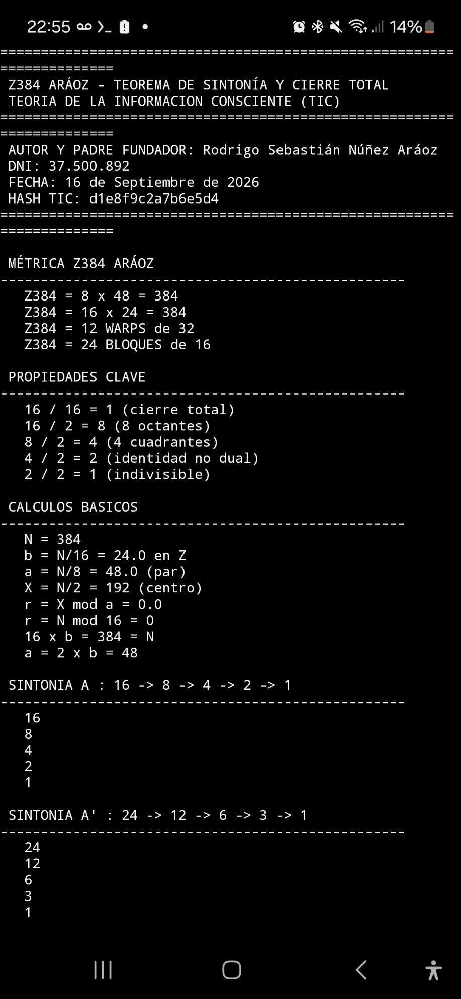 22:55 14%
========================================================
==============
Z384 ARÁOZ - TEOREMA DE SINTONÍA Y CIERRE TOTAL
TEORIA DE LA INFORMACION CONSCIENTE (TIC)
========================================================
==============
AUTOR Y PADRE FUNDADOR: Rodrigo Sebastián Núñez Aráoz
DNI: 37.500.892
FECHA: 16 de Septiembre de 2026
HASH TIC: d1e8f9c2a7b6e5d4
========================================================
==============
MÉTRICA Z384 ARÁOZ
--------------------------------------------------
Z384 = 8 x 48 = 384
Z384 = 16 x 24 = 384
Z384 = 12 WARPS de 32
Z384 = 24 BLOQUES de 16
PROPIEDADES CLAVE
--------------------------------------------------
16 / 16 = 1 (cierre total)
16 / 2 = 8 (8 octantes)
8 / 2 = 4 (4 cuadrantes)
4 / 2 = 2 (identidad no dual)
2 / 2 = 1 (indivisible)
CALCULOS BASICOS
--------------------------------------------------
N = 384
b = N/16 = 24.0 en Z
a = N/8 = 48.0 (par)
X = N/2 = 192 (centro)
r = X mod a = 0.0
r = N mod 16 = 0
16 x b = 384 = N
a = 2 x b = 48
SINTONIA A : 16 -> 8 -> 4 -> 2 -> 1
--------------------------------------------------
16
8
4
2
1
SINTONIA A' : 24 -> 12 -> 6 -> 3 -> 1
--------------------------------------------------
24
12
6
3
1